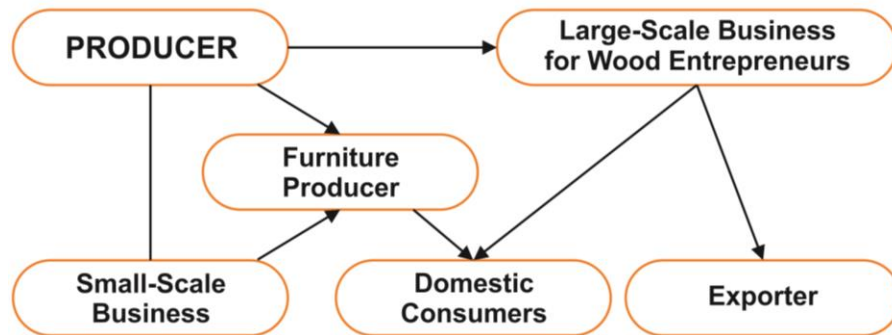 PRODUCER
Large-Scale Business
for Wood Entrepreneurs
Furniture
Producer
Small-Scale
Business
Domestic
Consumers
Exporter